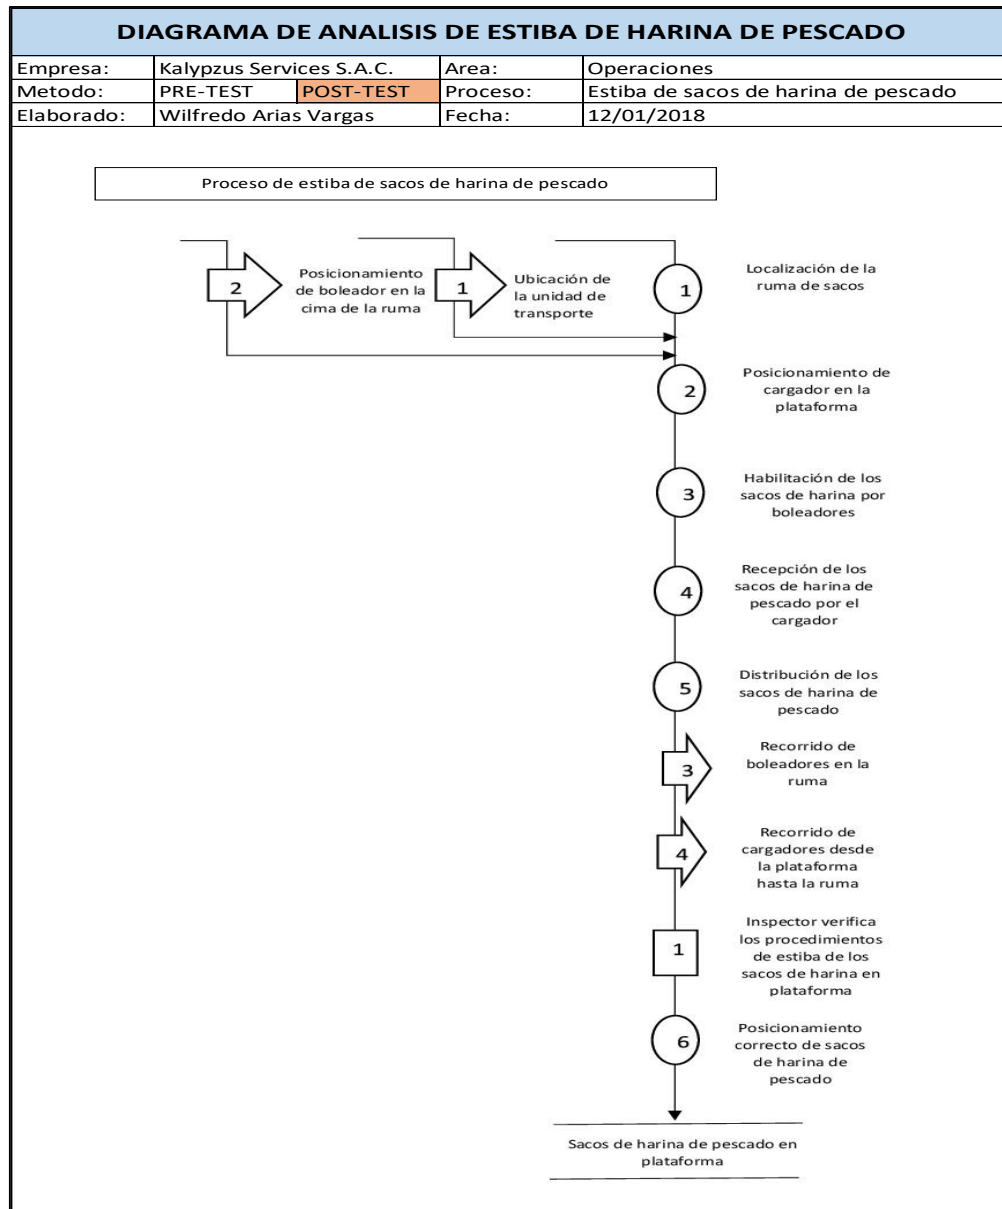 DIAGRAMA DE ANALISIS DE ESTIBA DE HARINA DE PESCADO
Empresa: Kalypzus Services S.A.C. Area: Operaciones
Metodo: PRE-TEST POST-TEST Proceso: Estiba de sacos de harina de pescado
Elaborado: Wilfredo Arias Vargas Fecha: 12/01/2018
Proceso de estiba de sacos de harina de pescado
2
Posicionamiento
de boleador en la
cima de la ruma
1
Ubicación de
la unidad de
transporte
1
Localización de la
ruma de sacos
2
Posicionamiento de
cargador en la
plataforma
3
Habilitación de los
sacos de harina por
boleadores
4
Recepción de los
sacos de harina de
pescado por el
cargador
5
Distribución de los
sacos de harina de
pescado
3
Recorrido de
boleadores en la
ruma
4
Recorrido de
cargadores desde
la plataforma
hasta la ruma
1
Inspector verifica
los procedimientos
de estiba de los
sacos de harina en
plataforma
6
Posicionamiento
correcto de sacos
de harina de
pescado
Sacos de harina de pescado en
plataforma